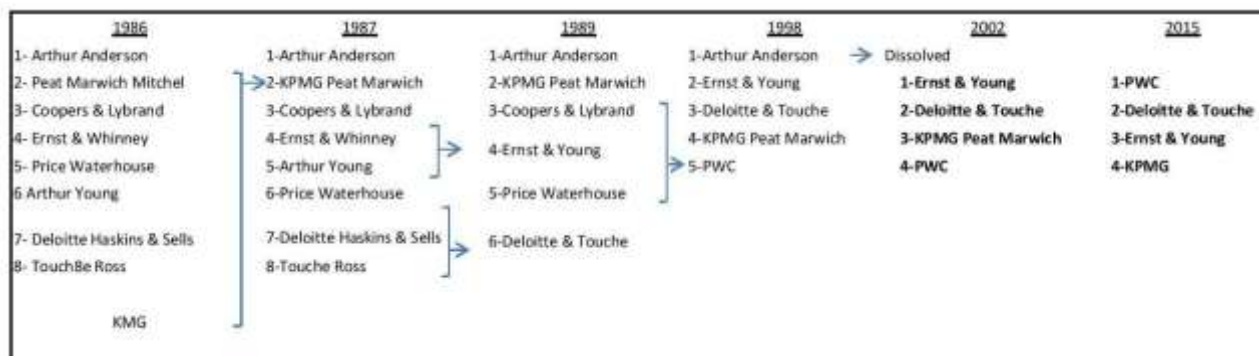 1986 1987 1989 1998 2002 2015
1- Arthur Anderson 1-Arthur Anderson 1-Arthur Anderson 1-Arthur Anderson Dissolved
2- Peat Marwich Mitchel 2-KPMG Peat Marwich 2-KPMG Peat Marwich 2-Ernst & Young 1-Ernst & Young 1-PWC
3- Coopers & Lybrand 3-Coopers & Lybrand 3-Coopers & Lybrand 3-Deloitte & Touche 2-Deloitte & Touche 2-Deloitte & Touche
4- Ernst & Whinney 4-Ernst & Whinney 4-Ernst & Young 4-KPMG Peat Marwich 3-KPMG Peat Marwich 3-Ernst & Young
5- Price Waterhouse 5-Arthur Young 5-PWC 4-PWC 4-KPMG
6 Arthur Young 6-Price Waterhouse 5-Price Waterhouse
7- Deloitte Haskins & Sells 7-Deloitte Haskins & Sells 6-Deloitte & Touche
8- Touch8e Ross 8-Touche Ross
KMG